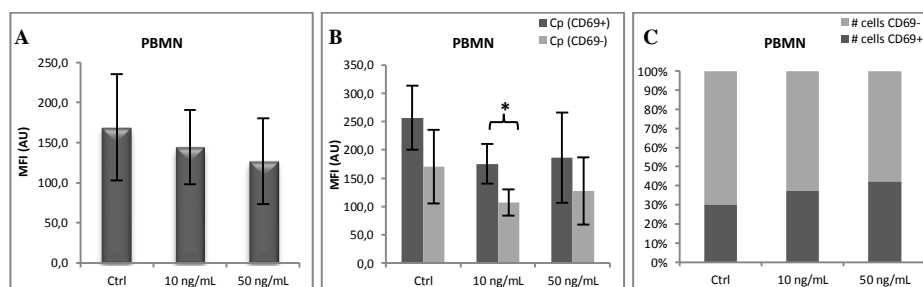 A
PBMN
MFI (AU)
250,0
200,0
150,0
100,0
50,0
0,0
Ctrl 10 ng/mL 50 ng/mL
B
PBMN
Cp (CD69+)
Cp (CD69-)
MFI (AU)
350,0
300,0
250,0
200,0
150,0
100,0
50,0
0,0
*
Ctrl 10 ng/mL 50 ng/mL
C
PBMN
# cells CD69-
# cells CD69+
100%
90%
80%
70%
60%
50%
40%
30%
20%
10%
0%
Ctrl 10 ng/mL 50 ng/mL